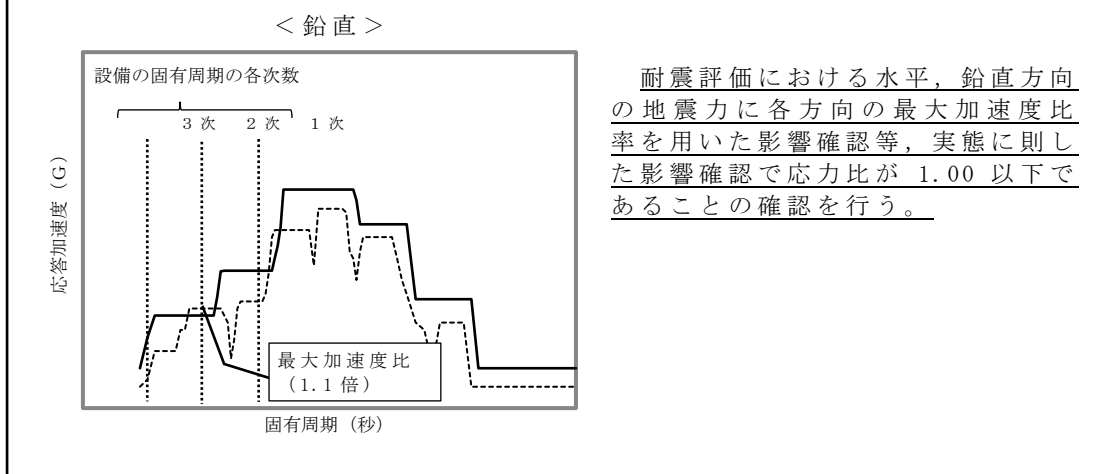 ＜鉛直＞
設備の固有周期の各次数
3 次 2 次 1 次
応答加速度（G）
最大加速度比
（1.1 倍）
固有周期（秒）
耐震評価における水平，鉛直方向
の地震力に各方向の最大加速度比
率を用いた影響確認等，実態に則し
た影響確認で応力比が 1.00 以下で
あることの確認を行う。